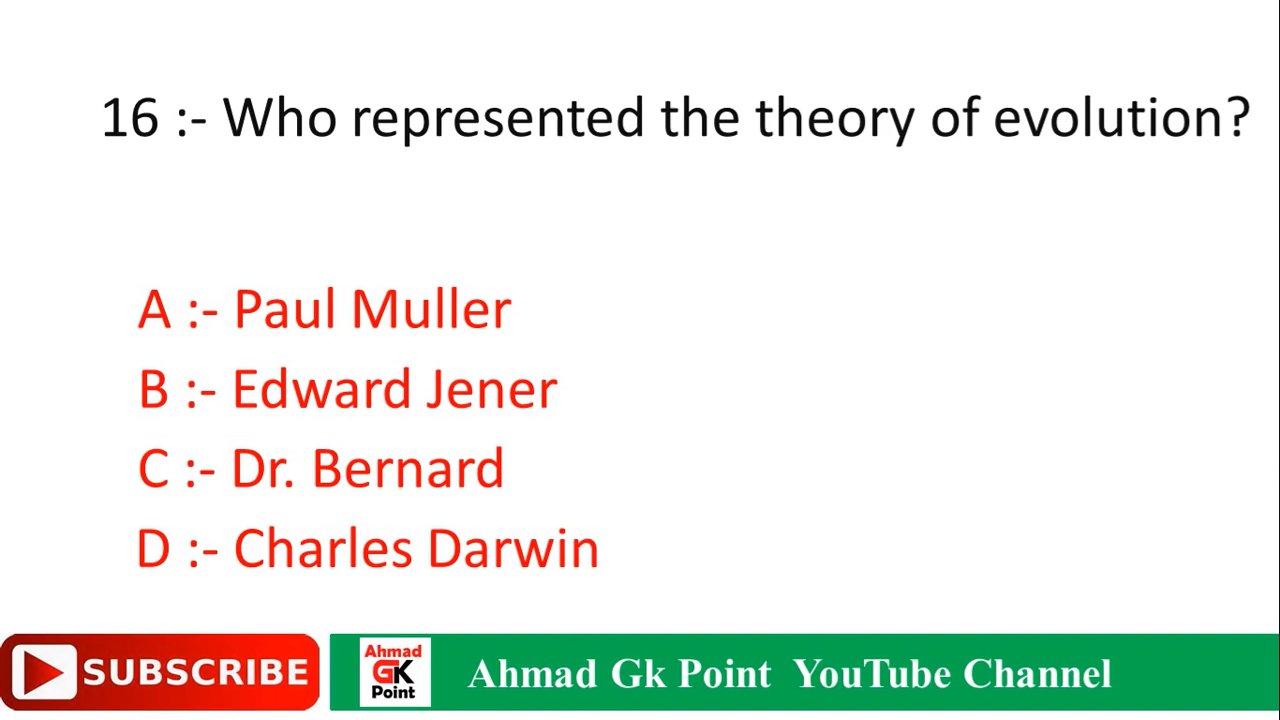 16 :- Who represented the theory of evolution?
A :- Paul Muller
B :- Edward Jener
C :- Dr. Bernard
D :- Charles Darwin
SUBSCRIBE
Ahmad
GK
Point
Ahmad Gk Point YouTube Channel